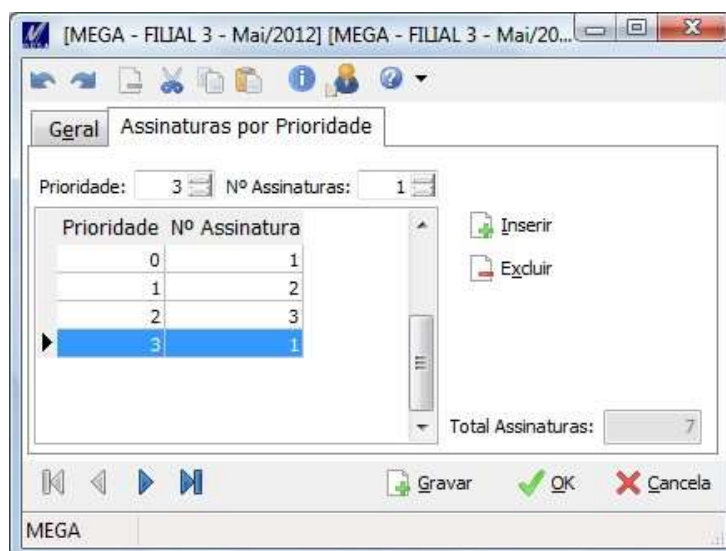 [MEGA - FILIAL 3 - Mai/2012] [MEGA - FILIAL 3 - Mai/20...
Geral Assinaturas por Prioridade
Prioridade: 3 Nº Assinaturas: 1
Prioridade Nº Assinatura
0 1
1 2
2 3
3 1
Inserir
Excluir
Total Assinaturas: 7
Gravar OK Cancela
MEGA